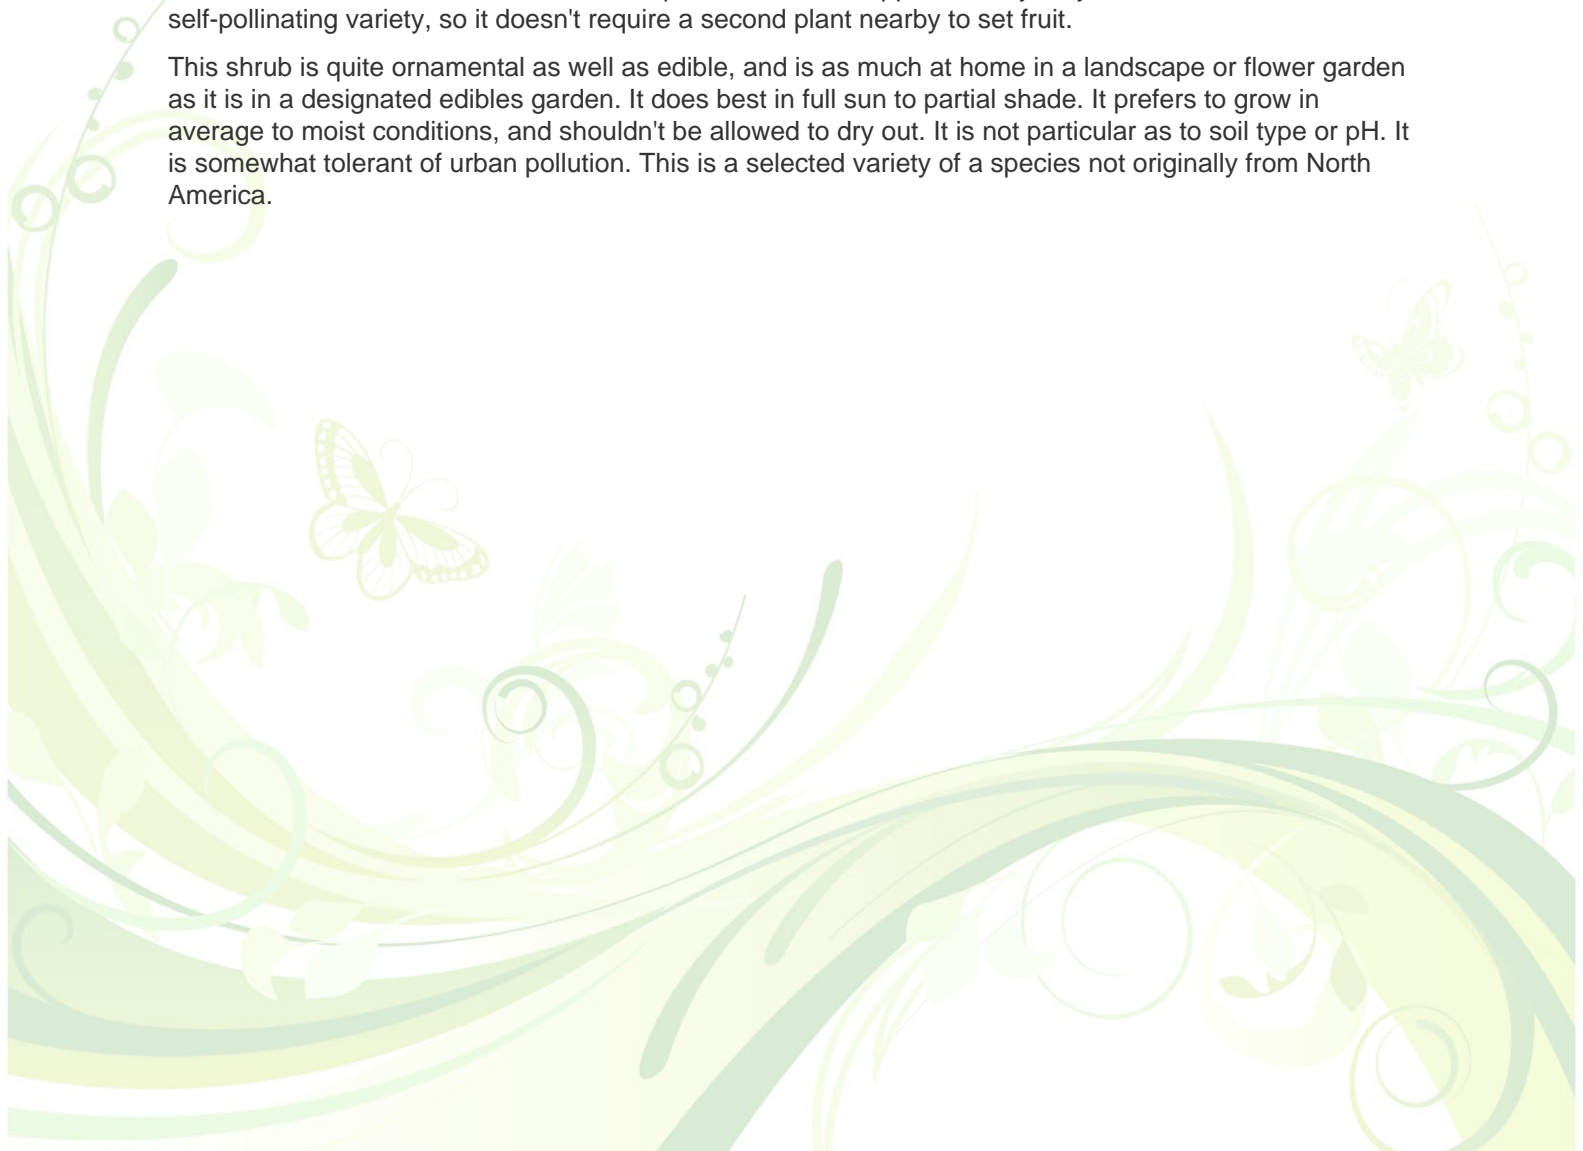 self-pollinating variety, so it doesn't require a second plant nearby to set fruit.
This shrub is quite ornamental as well as edible, and is as much at home in a landscape or flower garden
as it is in a designated edibles garden. It does best in full sun to partial shade. It prefers to grow in
average to moist conditions, and shouldn't be allowed to dry out. It is not particular as to soil type or pH. It
is somewhat tolerant of urban pollution. This is a selected variety of a species not originally from North
America.